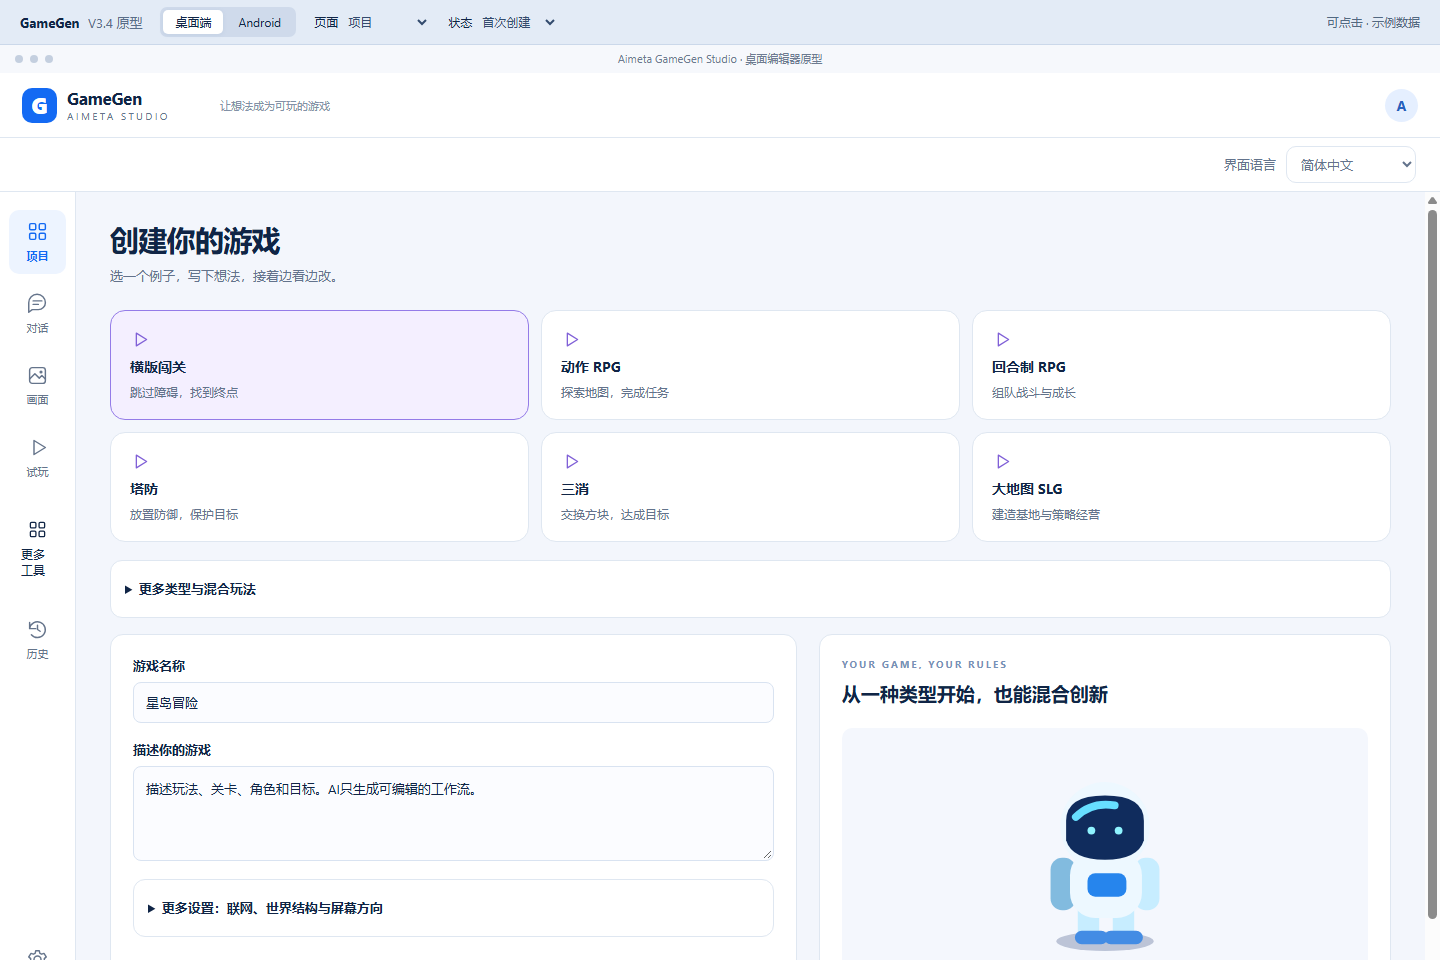 GameGen V3.4 原型 桌面端 Android 页面 项目 状态 首次创建 可点击 · 示例数据
Aimeta GameGen Studio · 桌面编辑器原型
G GameGen
AIMETA STUDIO
让想法成为可玩的游戏
A
界面语言 简体中文
项目
对话
画面
试玩
更多
工具
历史
创建你的游戏
选一个例子，写下想法，接着边看边改。
横版闯关
跳过障碍，找到终点
动作 RPG
探索地图，完成任务
回合制 RPG
组队战斗与成长
塔防
放置防御，保护目标
三消
交换方块，达成目标
大地图 SLG
建造基地与策略经营
更多类型与混合玩法
游戏名称
星岛冒险
描述你的游戏
描述玩法、关卡、角色和目标。AI只生成可编辑的工作流。
更多设置：联网、世界结构与屏幕方向
YOUR GAME, YOUR RULES
从一种类型开始，也能混合创新